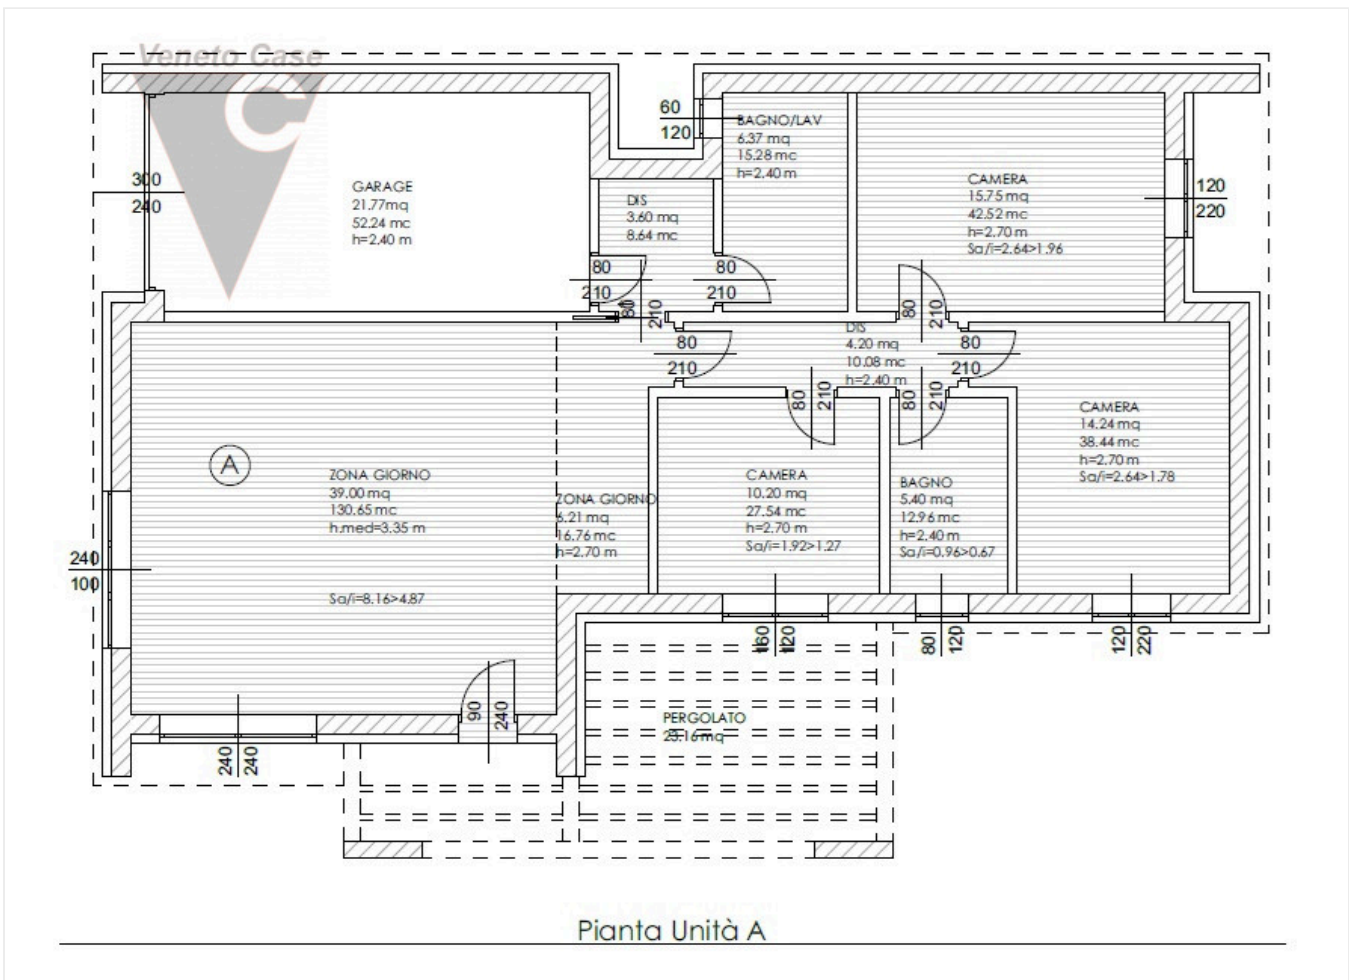 Veneto Case
60
120
BAGNO/LAV
6.37 mq
15.28 mc
h=2.40 m
300
240
GARAGE
21.77mq
52.24 mc
h=2.40 m
DIS
3.60 mq
8.64 mc
CAMERA
15.75 mq
42.52 mc
h=2.70 m
Sa/i=2.64>1.96
120
220
80
210
80
210
80
210
80
210
DIS
4.20 mq
10.08 mc
h=2.40 m
80
210
80
210
80
210
80
210
A
ZONA GIORNO
39.00 mq
130.65 mc
h.med=3.35 m
Sa/i=8.16>4.87
ZONA GIORNO
6.21 mq
16.76 mc
h=2.70 m
CAMERA
10.20 mq
27.54 mc
h=2.70 m
Sa/i=1.92>1.27
BAGNO
5.40 mq
12.96 mc
h=2.40 m
Sa/i=0.96>0.67
CAMERA
14.24 mq
38.44 mc
h=2.70 m
Sa/i=2.64>1.78
240
100
160
120
80
120
120
220
90
240
240
240
PERGOLATO
23.16mq
Pianta Unità A